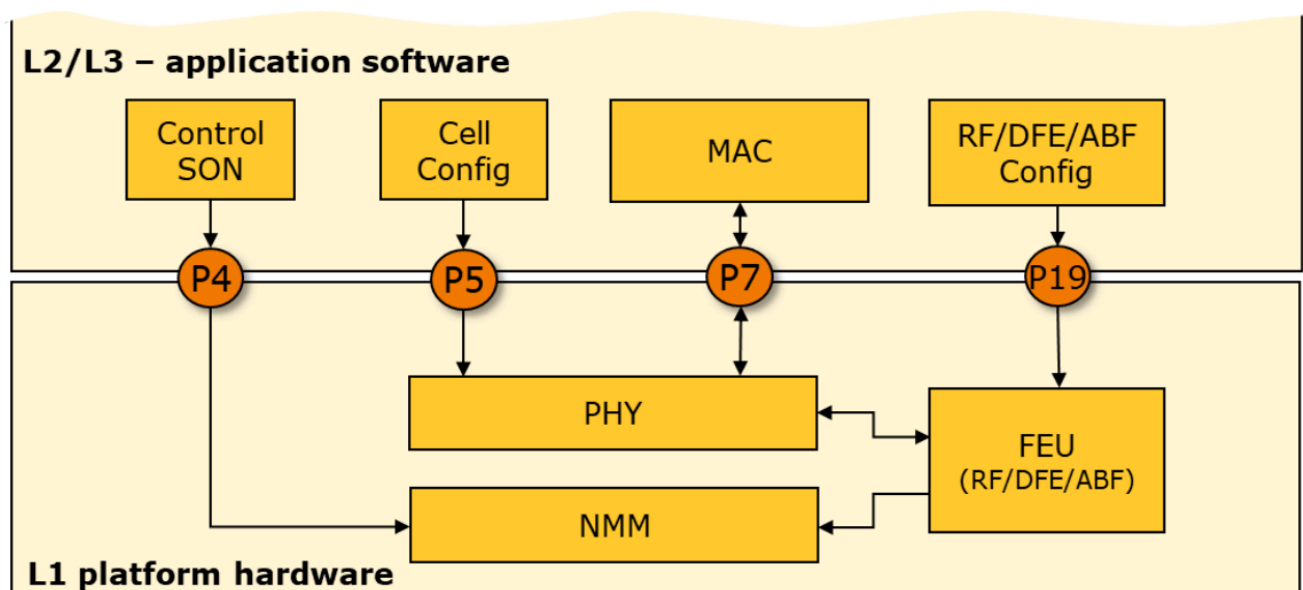 L2/L3 – application software
Control
SON
Cell
Config
MAC
RF/DFE/ABF
Config
P4
P5
P7
P19
PHY
FEU
(RF/DFE/ABF)
NMM
L1 platform hardware